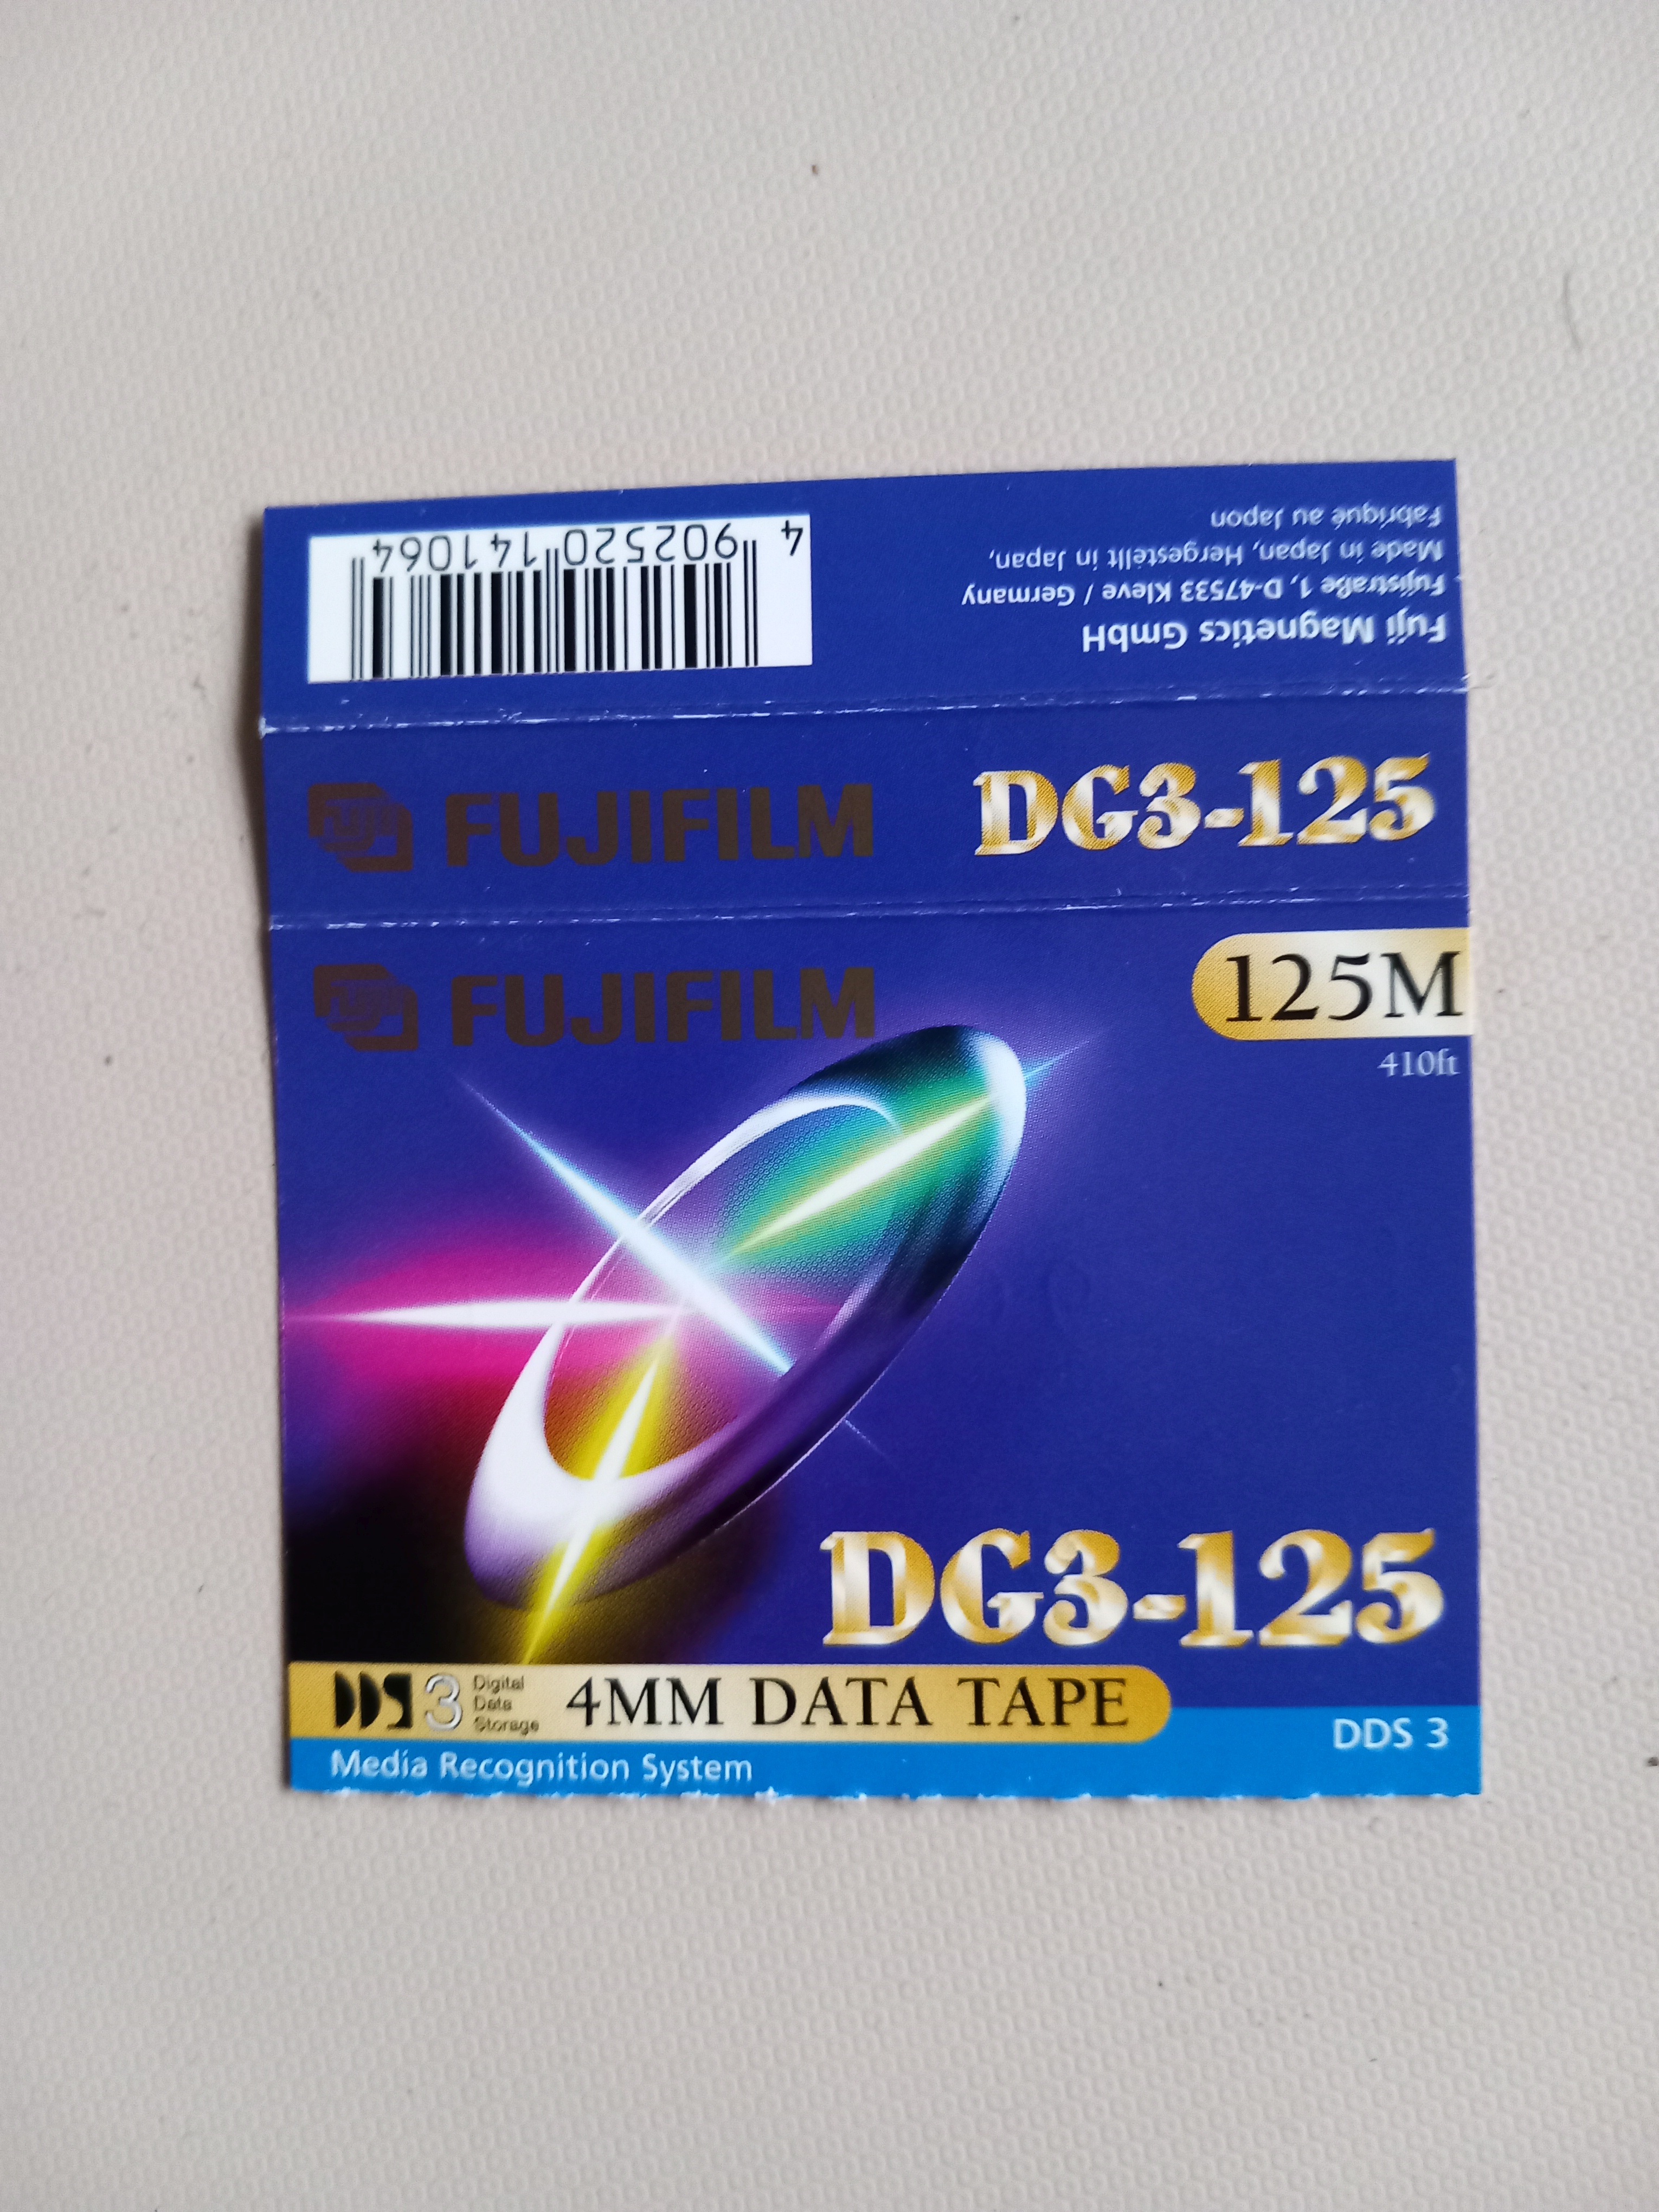 Fuji Magnetics GmbH
Fujistraße 1, D-47533 Kleve / Germany
Made in Japan, Hergestellt in Japan,
Fabriqué au Japon
4 902520 141064
FUJI FUJIFILM
DG3-125
FUJI FUJIFILM
125M
410ft
DG3-125
DDS 3 Digital Data Storage
4MM DATA TAPE
DDS 3
Media Recognition System